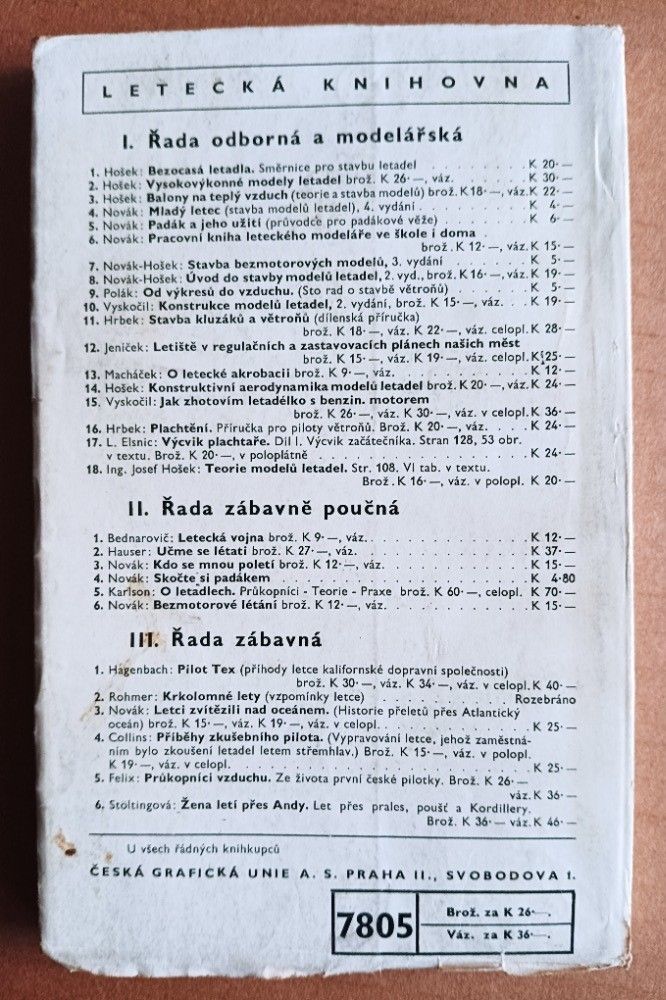 LETECKÁ KNIHOVNA
I. Řada odborná a modelářská
1. Hošek: Bezocasá letadla. Směrnice pro stavbu letadel . . . . . . . . . K 20·—
2. Hošek: Vysokovýkonné modely letadel brož. K 26·—, váz. . . . . . K 30·—
3. Hošek: Balony na teplý vzduch (teorie a stavba modelů) brož. K 18·—, váz. K 22·—
4. Novák: Mladý letec (stavba modelů letadel), 4. vydání . . . . . . . . K 4·—
5. Novák: Padák a jeho užití (průvodce pro padákové věže) . . . . . . K 6·—
6. Novák: Pracovní kniha leteckého modeláře ve škole i doma .
brož. K 12·—, váz. K 15·—
7. Novák-Hošek: Stavba bezmotorových modelů, 3. vydání . . . . . . K 5·—
8. Novák-Hošek: Úvod do stavby modelů letadel, 2. vyd., brož. K 16·—, váz. K 19·—
9. Polák: Od výkresů do vzduchu. (Sto rad o stavbě větroňů) . . . . . K 5·—
10. Vyskočil: Konstrukce modelů letadel, 2. vydání, brož. K 15·—, váz. . . K 19·—
11. Hrbek: Stavba kluzáků a větroňů (dílenská příručka)
brož. K 18·—, váz. K 22·—, váz. celopl. K 28·—
12. Jeníček: Letiště v regulačních a zastavovacích plánech našich měst
brož. K 15·—, váz. K 19·—, váz. celopl. K 25·—
13. Macháček: O letecké akrobacii brož. K 9·—, váz. . . . . . . . . . . K 12·—
14. Hošek: Konstruktivní aerodynamika modelů letadel brož. K 20·—, váz. K 24·—
15. Vyskočil: Jak zhotovím letadélko s benzin. motorem
brož. K 26·—, váz. K 30·—, váz. v celopl. K 36·—
16. Hrbek: Plachtění. Příručka pro piloty větroňů. Brož. K 20·—, váz. . . K 24·—
17. L. Elsnic: Výcvik plachtaře. Díl I. Výcvik začátečníka. Stran 128, 53 obr.
v textu. Brož. K 20·—, v poloplátně . . . . . . . . . . . . . . . . K 24·—
18. Ing. Josef Hošek: Teorie modelů letadel. Str. 108. VI tab. v textu.
Brož. K 16·—, váz. v polopl. K 20·—
II. Řada zábavně poučná
1. Bednarovič: Letecká vojna brož. K 9·—, váz. . . . . . . . . . . . . K 12·—
2. Hauser: Učme se létati brož. K 27·—, váz. . . . . . . . . . . . . . K 37·—
3. Novák: Kdo se mnou poletí brož. K 12·—, váz. . . . . . . . . . . . K 15·—
4. Novák: Skočte si padákem . . . . . . . . . . . . . . . . . . . . . K 4·80
5. Karlson: O letadlech. Průkopníci - Teorie - Praxe brož. K 60·—, celopl. K 70·—
6. Novák: Bezmotorové létání brož. K 12·—, váz. . . . . . . . . . . . K 15·—
III. Řada zábavná
1. Hagenbach: Pilot Tex (příhody letce kalifornské dopravní společnosti)
brož. K 30·—, váz. K 34·—, váz. v celopl. K 40·—
2. Rohmer: Krkolomné lety (vzpomínky letce) . . . . . . . . . Rozebráno
3. Novák: Letci zvítězili nad oceánem. (Historie přeletů přes Atlantický
oceán) brož. K 15·—, váz. K 19·—, váz. v celopl. . . . . . . . . . . K 25·—
4. Collins: Příběhy zkušebního pilota. (Vypravování letce, jehož zaměstná-
ním bylo zkoušení letadel letem střemhlav.) Brož. K 15·—, váz. v polopl.
K 19·—, váz. v celopl. . . . . . . . . . . . . . . . . . . . . . . . K 25·—
5. Felix: Průkopníci vzduchu. Ze života první české pilotky. Brož. K 26·—
váz. K 36·—
6. Stoltingová: Žena letí přes Andy. Let přes prales, poušť a Kordillery.
Brož. K 36·— váz. K 46·—
U všech řádných knihkupců
ČESKÁ GRAFICKÁ UNIE A. S. PRAHA II., SVOBODOVA 1.
7805
Brož. za K 26·—.
Váz. za K 36·—.